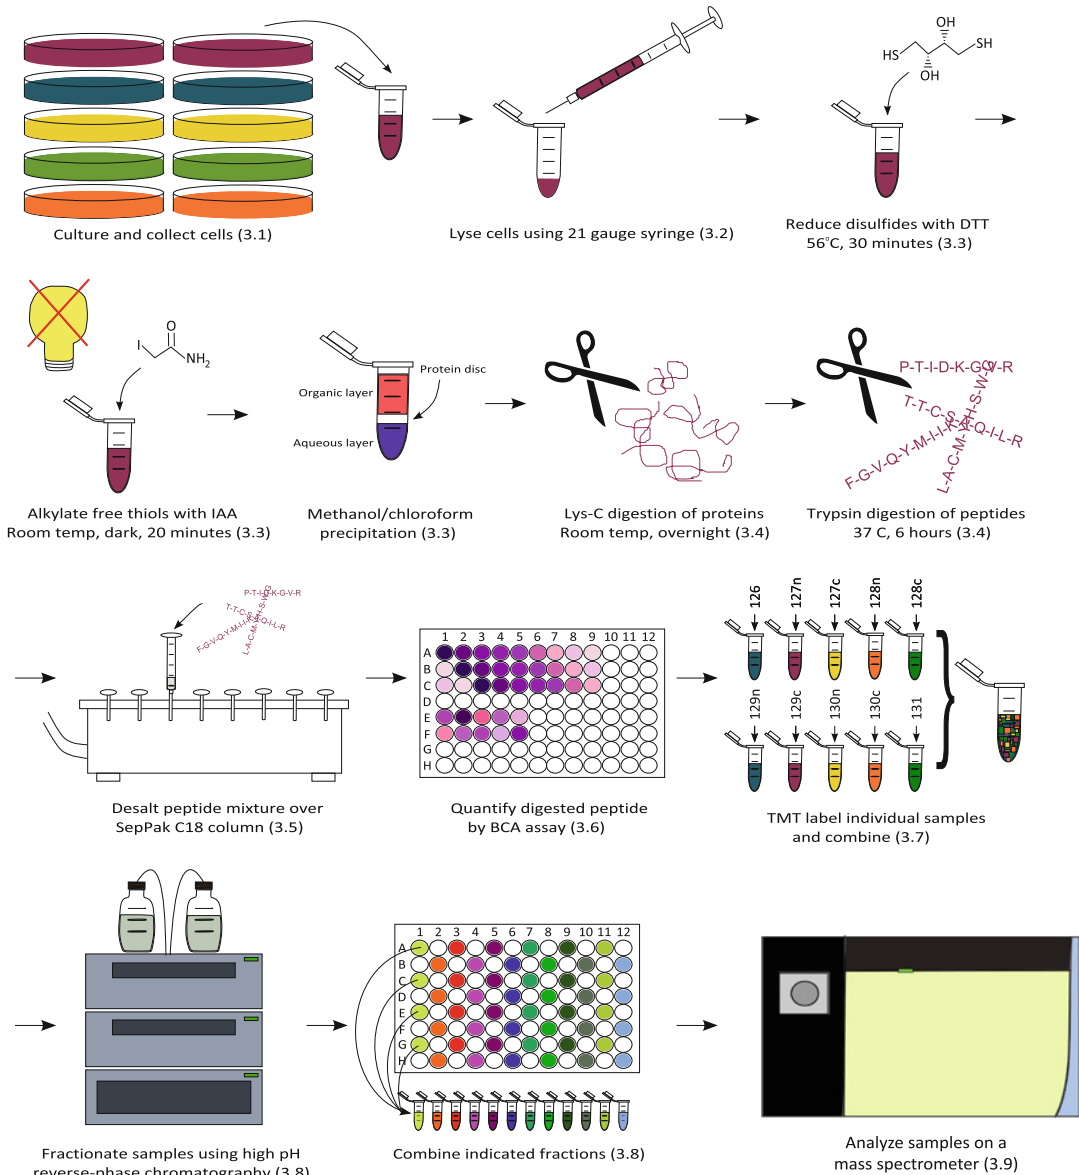 OH
HS
SH
OH
Culture and collect cells (3.1)
Lyse cells using 21 gauge syringe (3.2)
Reduce disulfides with DTT
56°C, 30 minutes (3.3)
I
O
NH2
Organic layer
Protein disc
Aqueous layer
P-T-I-D-K-G-V-R
T-T-C-S-T-Q-I-L-R
F-G-V-Q-Y-M-I-I-K
L-A-C-M-Y-H-S-W-G
Alkylate free thiols with IAA
Room temp, dark, 20 minutes (3.3)
Methanol/chloroform
precipitation (3.3)
Lys-C digestion of proteins
Room temp, overnight (3.4)
Trypsin digestion of peptides
37 C, 6 hours (3.4)
P-T-I-D-K-G-V-R
F-G-V-Q-Y-M-I-I-K
1 2 3 4 5 6 7 8 9 10 11 12
A
B
C
D
E
F
G
H
126 127n 127c 128n 128c
129n 129c 130n 130c 131
Desalt peptide mixture over
SepPak C18 column (3.5)
Quantify digested peptide
by BCA assay (3.6)
TMT label individual samples
and combine (3.7)
1 2 3 4 5 6 7 8 9 10 11 12
A
B
C
D
E
F
G
H
Fractionate samples using high pH
reverse-phase chromatography (3.8)
Combine indicated fractions (3.8)
Analyze samples on a
mass spectrometer (3.9)